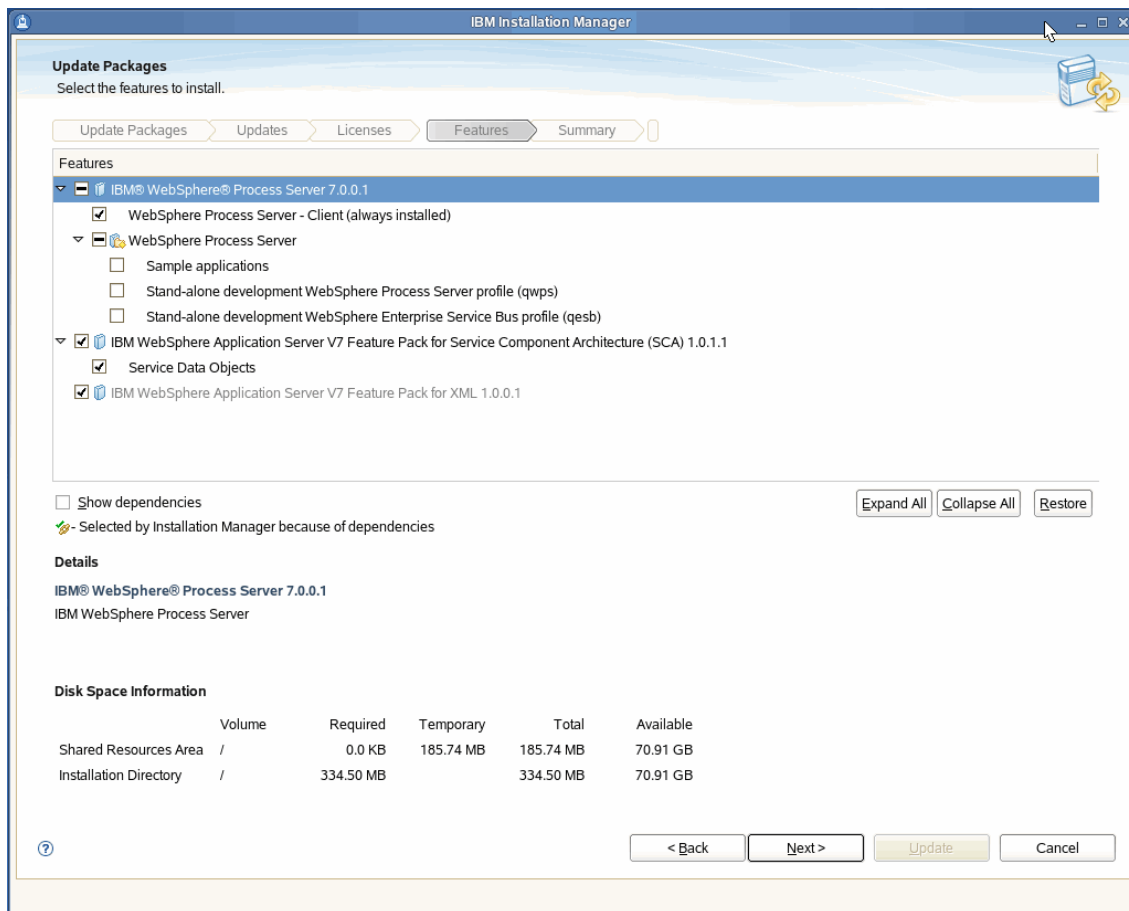 IBM Installation Manager
Update Packages
Select the features to install.
Update Packages Updates Licenses Features Summary
Features
IBM® WebSphere® Process Server 7.0.0.1
WebSphere Process Server - Client (always installed)
WebSphere Process Server
Sample applications
Stand-alone development WebSphere Process Server profile (qwps)
Stand-alone development WebSphere Enterprise Service Bus profile (qesb)
IBM WebSphere Application Server V7 Feature Pack for Service Component Architecture (SCA) 1.0.1.1
Service Data Objects
IBM WebSphere Application Server V7 Feature Pack for XML 1.0.0.1
Show dependencies Expand All Collapse All Restore
- Selected by Installation Manager because of dependencies
Details
IBM® WebSphere® Process Server 7.0.0.1
IBM WebSphere Process Server
Disk Space Information
Volume Required Temporary Total Available
Shared Resources Area / 0.0 KB 185.74 MB 185.74 MB 70.91 GB
Installation Directory / 334.50 MB 334.50 MB 70.91 GB
? < Back Next > Update Cancel